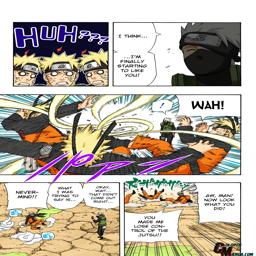 I THINK...
...I'M
FINALLY
STARTING
TO LIKE
YOU!
HUH???
WAH!
AW, MAN!
NOW LOOK
WHAT YOU
DID!
YOU
MADE ME
LOSE CON-
TROL OF
THE
JUTSU!!
OKAY,
WAIT...
THAT
DIDN'T
COME OUT
RIGHT...
WHAT I
WAS
TRYING TO
SAY IS...
NEVER-
MIND!!